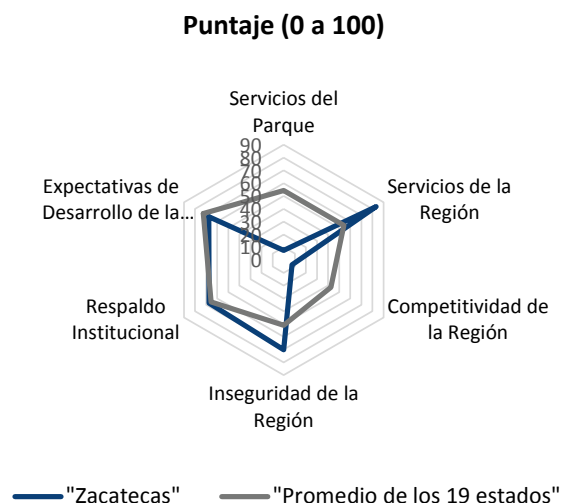 Puntaje (0 a 100)
Servicios del
Parque
90
80
70
60
50
40
30
20
10
0
Expectativas de
Desarrollo de la…
Servicios de la
Región
Respaldo
Institucional
Competitividad de
la Región
Inseguridad de la
Región
"Zacatecas"
"Promedio de los 19 estados"